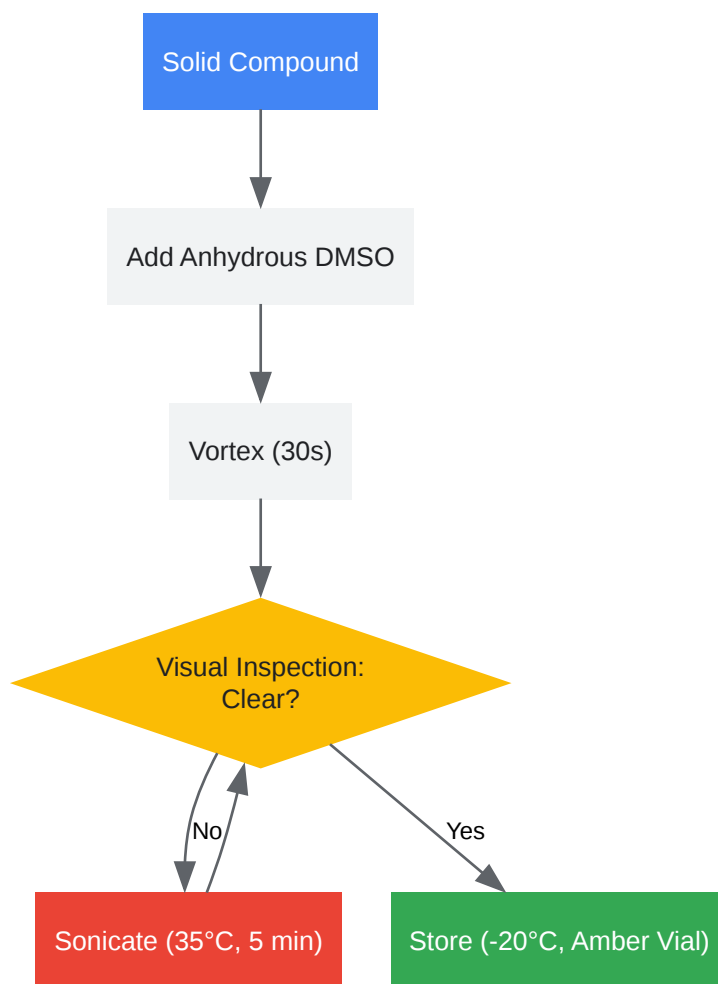 Solid Compound
Add Anhydrous DMSO
Vortex (30s)
Visual Inspection:
Clear?
No
Yes
Sonicate (35°C, 5 min)
Store (-20°C, Amber Vial)